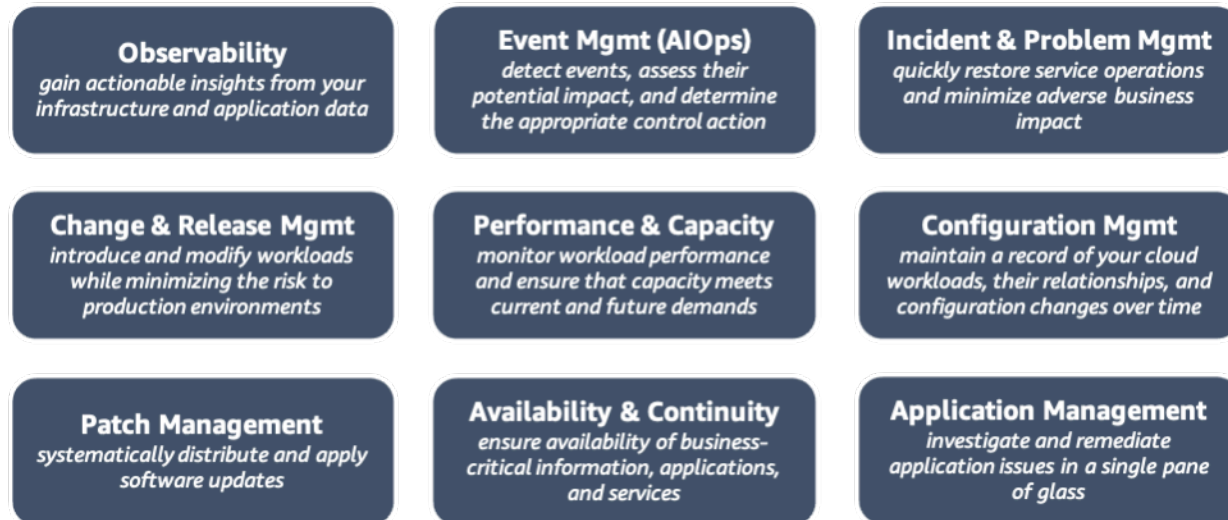 Observability
gain actionable insights from your
infrastructure and application data
Event Mgmt (AIOps)
detect events, assess their
potential impact, and determine
the appropriate control action
Incident & Problem Mgmt
quickly restore service operations
and minimize adverse business
impact
Change & Release Mgmt
introduce and modify workloads
while minimizing the risk to
production environments
Performance & Capacity
monitor workload performance
and ensure that capacity meets
current and future demands
Configuration Mgmt
maintain a record of your cloud
workloads, their relationships, and
configuration changes over time
Patch Management
systematically distribute and apply
software updates
Availability & Continuity
ensure availability of business-
critical information, applications,
and services
Application Management
investigate and remediate
application issues in a single pane
of glass